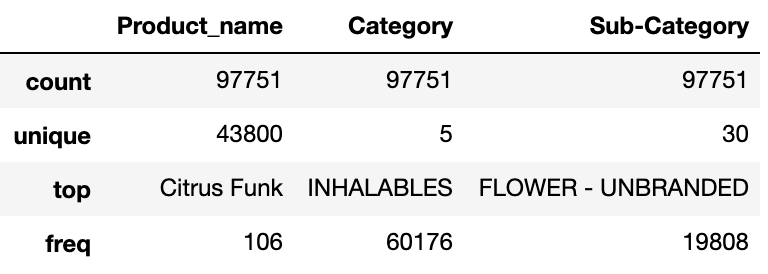 Product_name Category Sub-Category
count 97751 97751 97751
unique 43800 5 30
top Citrus Funk INHALABLES FLOWER - UNBRANDED
freq 106 60176 19808